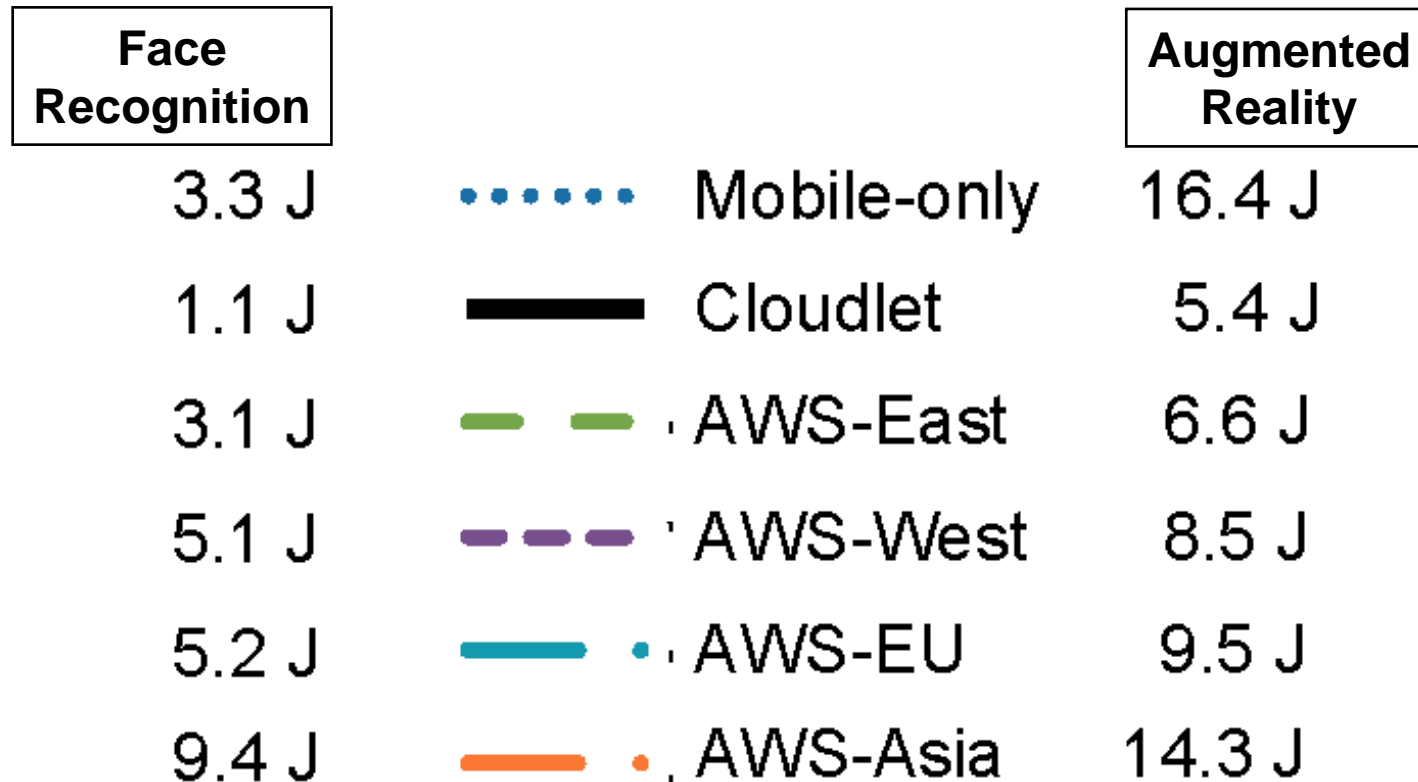 Face
Recognition
Augmented
Reality
3.3 J Mobile-only 16.4 J
1.1 J Cloudlet 5.4 J
3.1 J AWS-East 6.6 J
5.1 J AWS-West 8.5 J
5.2 J AWS-EU 9.5 J
9.4 J AWS-Asia 14.3 J